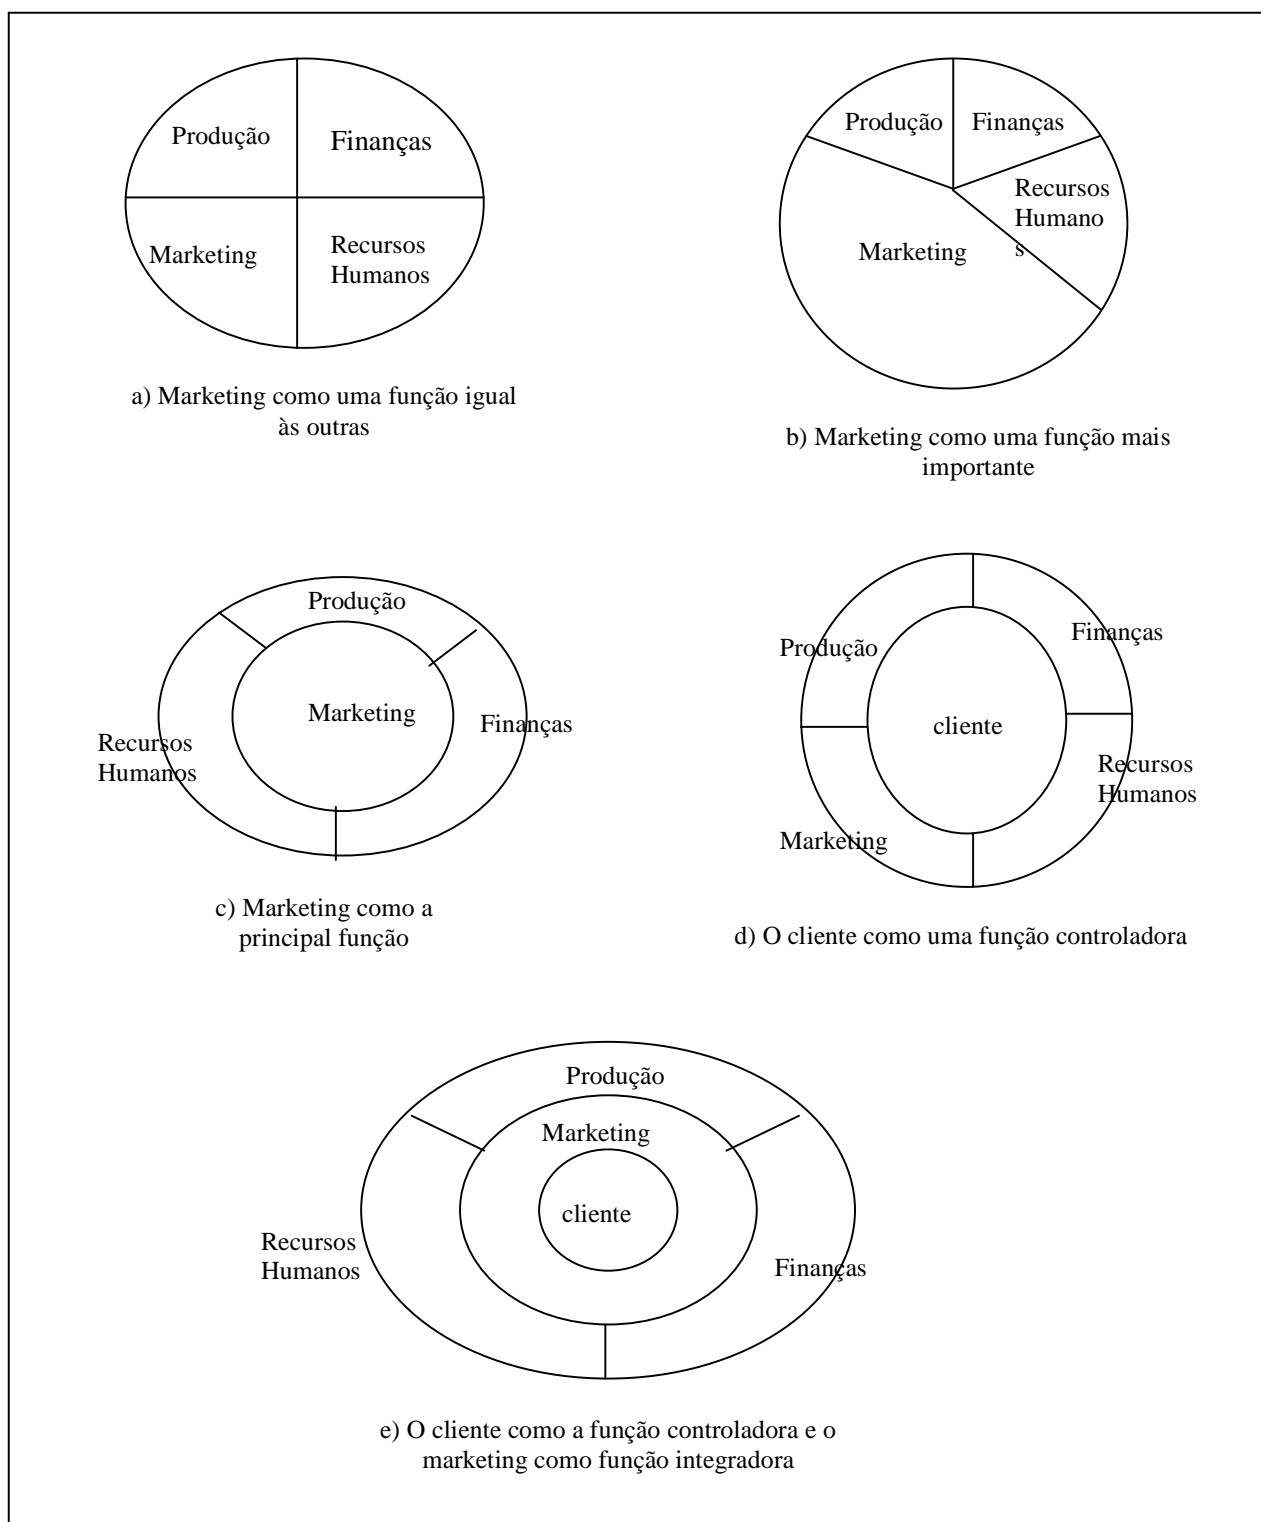 Produção
Finanças
Marketing
Recursos
Humanos
a) Marketing como uma função igual
às outras
Produção
Finanças
Recursos
Humano
s
Marketing
b) Marketing como uma função mais
importante
Produção
Marketing
Finanças
Recursos
Humanos
c) Marketing como a
principal função
Produção
Finanças
cliente
Recursos
Humanos
Marketing
d) O cliente como uma função controladora
Produção
Marketing
cliente
Recursos
Humanos
Finanças
e) O cliente como a função controladora e o
marketing como função integradora